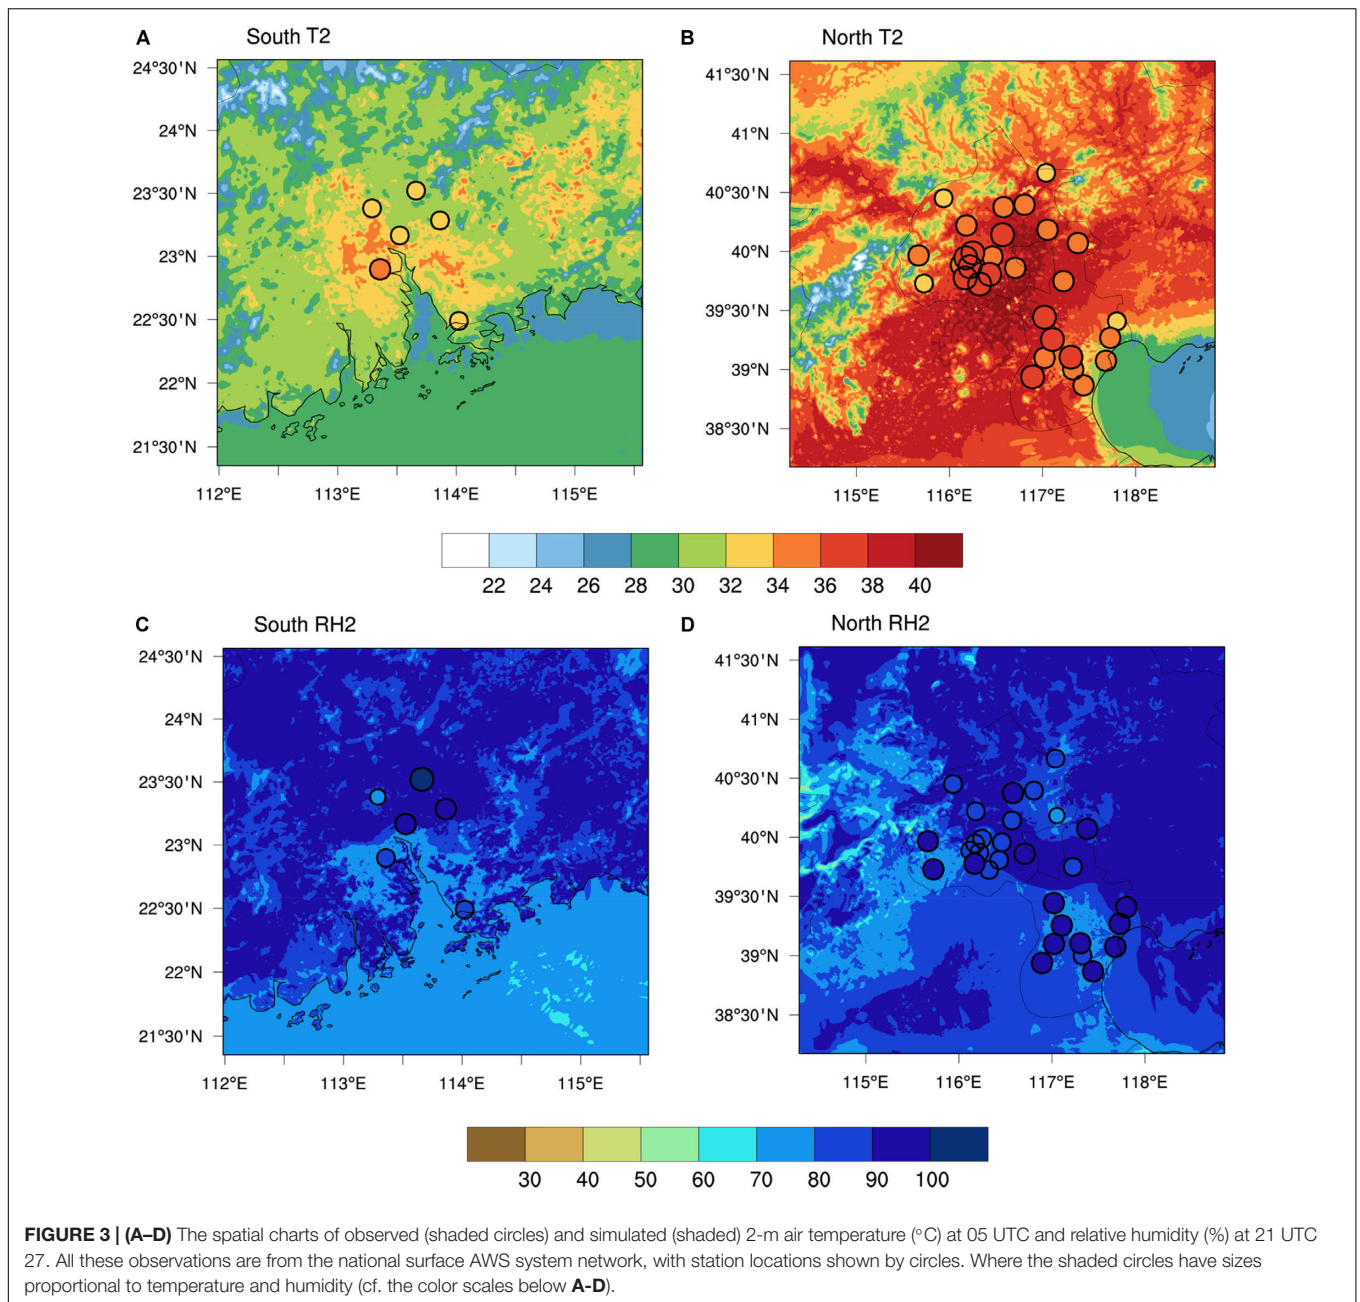 A South T2
24°30'N
24°N
23°30'N
23°N
22°30'N
22°N
21°30'N
112°E 113°E 114°E 115°E
B North T2
41°30'N
41°N
40°30'N
40°N
39°30'N
39°N
38°30'N
115°E 116°E 117°E 118°E
22 24 26 28 30 32 34 36 38 40
C South RH2
24°30'N
24°N
23°30'N
23°N
22°30'N
22°N
21°30'N
112°E 113°E 114°E 115°E
D North RH2
41°30'N
41°N
40°30'N
40°N
39°30'N
39°N
38°30'N
115°E 116°E 117°E 118°E
30 40 50 60 70 80 90 100
FIGURE 3 | (A–D) The spatial charts of observed (shaded circles) and simulated (shaded) 2-m air temperature (°C) at 05 UTC and relative humidity (%) at 21 UTC
27. All these observations are from the national surface AWS system network, with station locations shown by circles. Where the shaded circles have sizes
proportional to temperature and humidity (cf. the color scales below A-D).